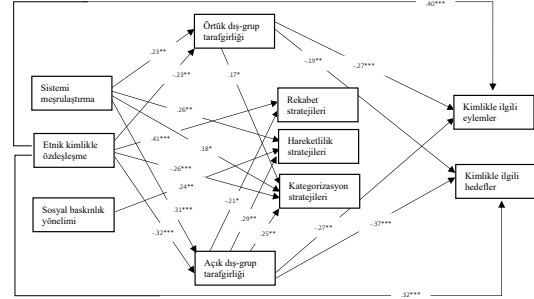 .40***
Örtük dış-grup
tarafgirliği
.23**
-.23**
.17*
-.19**
-.27***
Sistemi
meşrulaştırma
Rekabet
stratejileri
Kimlikle ilgili
eylemler
.26**
Etnik kimlikle
özdeşleşme
.41***
.18*
Hareketlilik
stratejileri
-.26***
.24**
Kategorizasyon
stratejileri
Kimlikle ilgili
hedefler
Sosyal baskınlık
yönelimi
.31***
-.32***
-.21*
.29**
.25**
-.27**
-.37***
Açık dış-grup
tarafgirliği
.32***